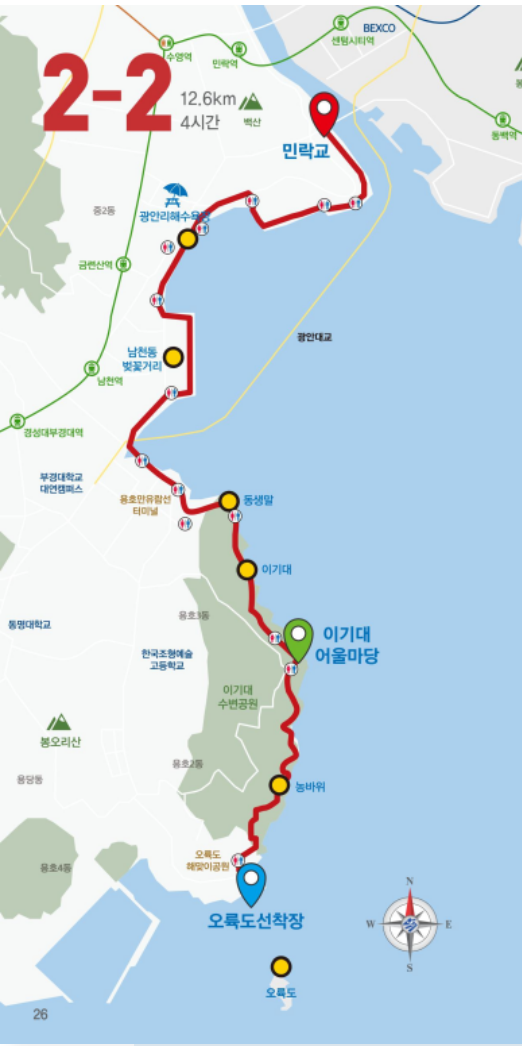 2-2
12.6km
4시간
수영역
민락역
센텀시티역
BEXCO
동백역
백산
민락교
중2동
광안리해수욕장
금련산역
광안대교
남천동
벚꽃거리
남천역
경성대부경대역
부경대학교
대연캠퍼스
용호만유람선
터미널
동생말
이기대
용호3동
동명대학교
한국조형예술
고등학교
이기대
어울마당
이기대
수변공원
봉오리산
용호2동
용당동
농바위
오륙도
해맞이공원
용호4동
오륙도선착장
N
W
E
S
오륙도
26